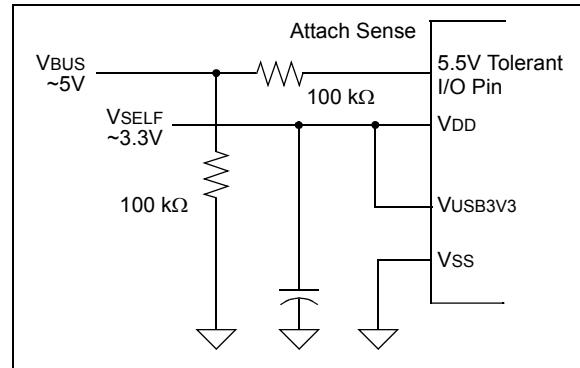 Attach Sense
VBUS
~5V
100 kΩ
5.5V Tolerant
I/O Pin
VSELF
~3.3V
VDD
100 kΩ
VUSB3V3
VSS